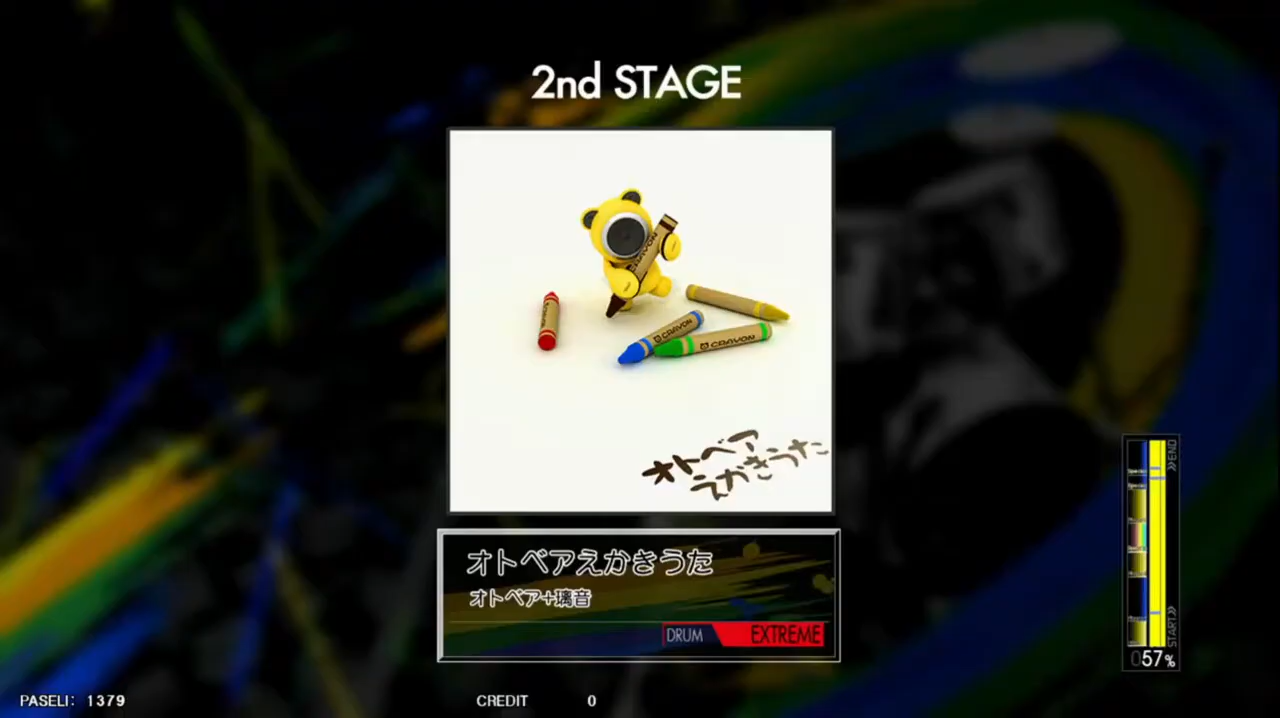 2nd STAGE
CRAYON
CRAYON
CRAYON
オトベア
えかきうた
オトベアえかきうた
オトベア+璃音
DRUM EXTREME
END
START
057%
PASELI: 1379
CREDIT 0